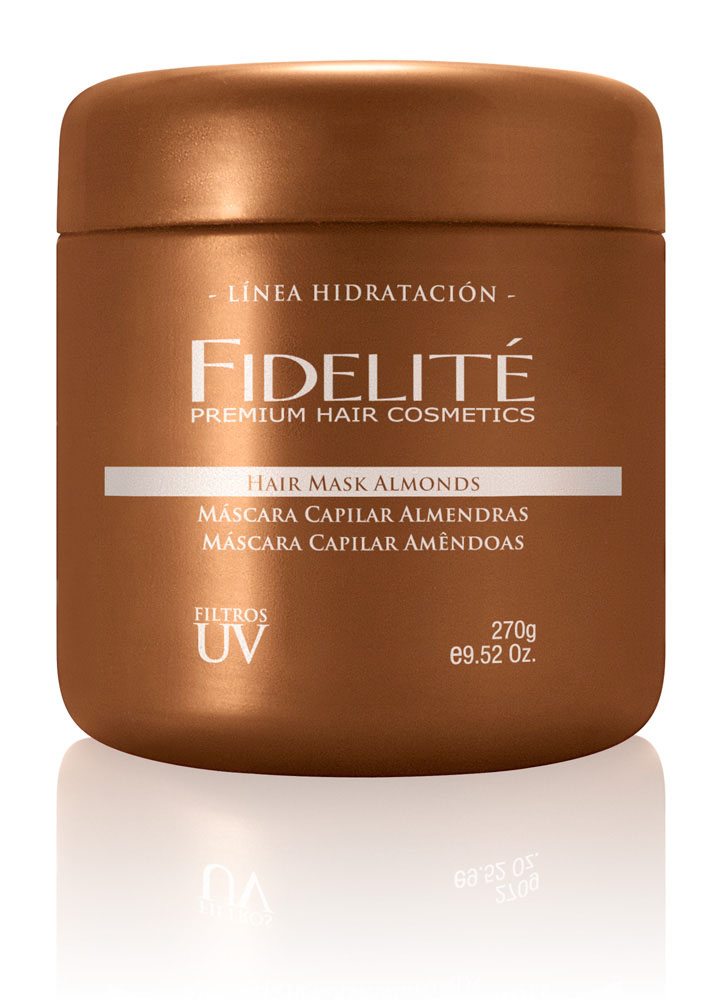 - LÍNEA HIDRATACIÓN -
FIDELITÉ
PREMIUM HAIR COSMETICS
HAIR MASK ALMONDS
MÁSCARA CAPILAR ALMENDRAS
MÁSCARA CAPILAR AMÊNDOAS
FILTROS
UV
270g
e9.52 Oz.